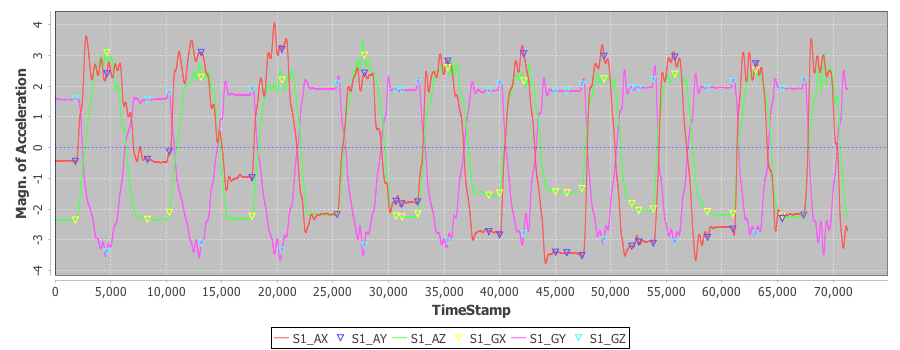 4
3
2
1
0
-1
-2
-3
-4
Magn. of Acceleration
0 5,000 10,000 15,000 20,000 25,000 30,000 35,000 40,000 45,000 50,000 55,000 60,000 65,000 70,000
TimeStamp
S1_AX S1_AY S1_AZ S1_GX S1_GY S1_GZ